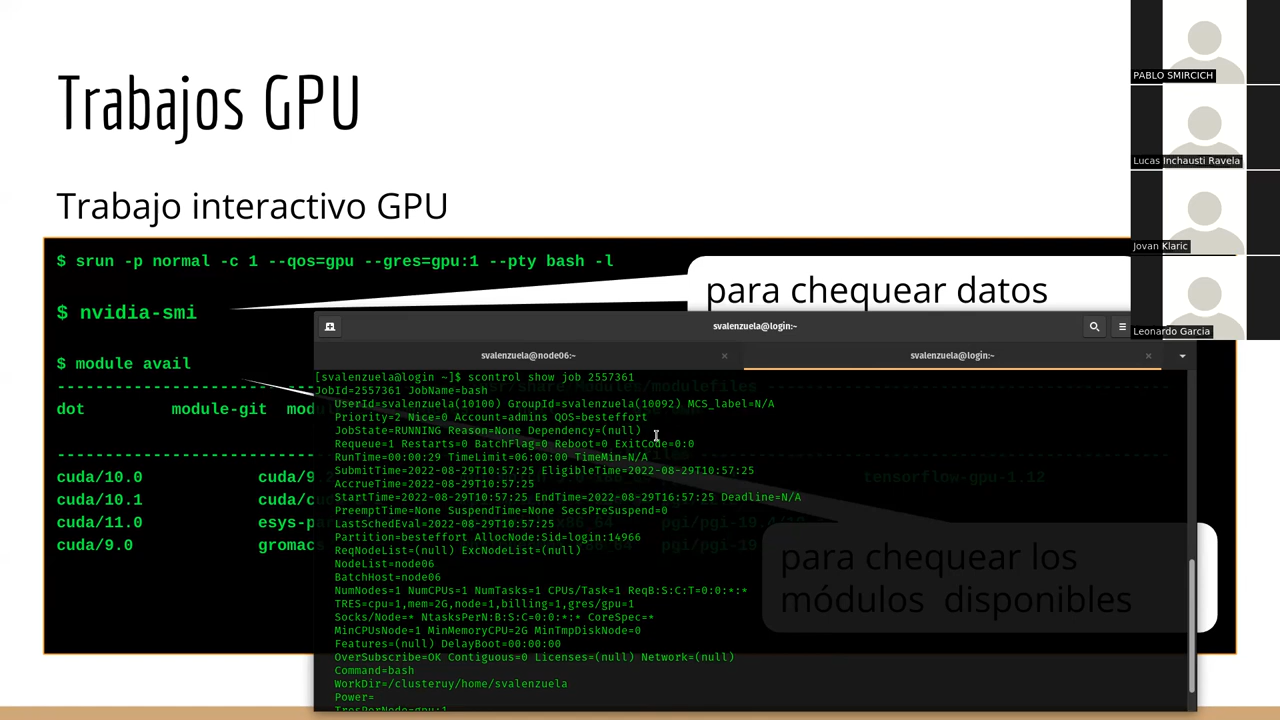 Trabajos GPU
PABLO SMIRCICH
Lucas Inchausti Ravela
Jovan Klaric
Leonardo Garcia
Trabajo interactivo GPU
$ srun -p normal -c 1 --qos=gpu --gres=gpu:1 --pty bash -l
para chequear datos
$ nvidia-smi
$ module avail
dot module-git
cuda/10.0
cuda/10.1
cuda/11.0
cuda/9.0
tensorflow-gpu-1.12
para chequear los
módulos disponibles
svalenzuela@login:~
svalenzuela@node06:~ × svalenzuela@login:~ ×
[svalenzuela@login ~]$ scontrol show job 2557361
JobId=2557361 JobName=bash
UserId=svalenzuela(10100) GroupId=svalenzuela(10092) MCS_label=N/A
Priority=2 Nice=0 Account=admins QOS=besteffort
JobState=RUNNING Reason=None Dependency=(null)
Requeue=1 Restarts=0 BatchFlag=0 Reboot=0 ExitCode=0:0
RunTime=00:00:29 TimeLimit=06:00:00 TimeMin=N/A
SubmitTime=2022-08-29T10:57:25 EligibleTime=2022-08-29T10:57:25
AccrueTime=2022-08-29T10:57:25
StartTime=2022-08-29T10:57:25 EndTime=2022-08-29T16:57:25 Deadline=N/A
PreemptTime=None SuspendTime=None SecsPreSuspend=0
LastSchedEval=2022-08-29T10:57:25
Partition=besteffort AllocNode:Sid=login:14966
ReqNodeList=(null) ExcNodeList=(null)
NodeList=node06
BatchHost=node06
NumNodes=1 NumCPUs=1 NumTasks=1 CPUs/Task=1 ReqB:S:C:T=0:0:*:*
TRES=cpu=1,mem=2G,node=1,billing=1,gres/gpu=1
Socks/Node=* NtasksPerN:B:S:C=0:0:*:* CoreSpec=*
MinCPUsNode=1 MinMemoryCPU=2G MinTmpDiskNode=0
Features=(null) DelayBoot=00:00:00
OverSubscribe=OK Contiguous=0 Licenses=(null) Network=(null)
Command=bash
WorkDir=/clusteruy/home/svalenzuela
Power=
TresPerNode=gpu:1